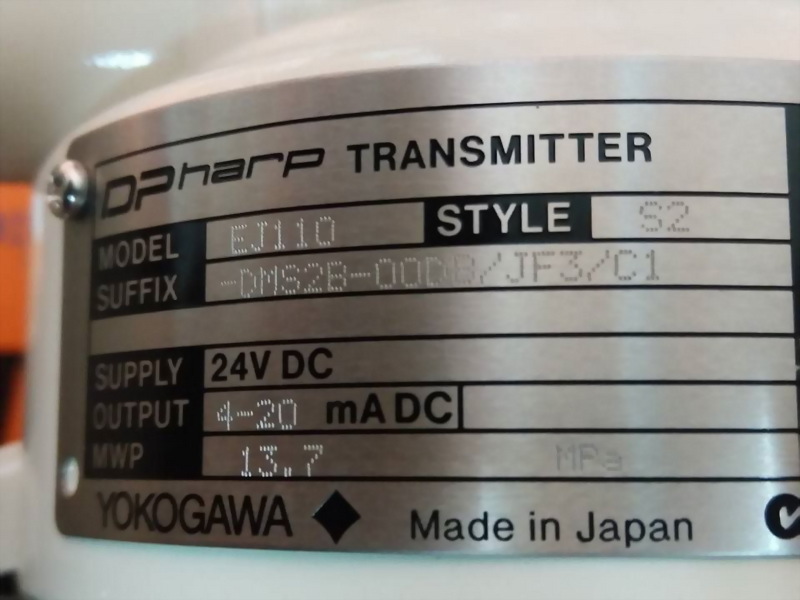 DPharp TRANSMITTER
MODEL EJ110 STYLE S2
SUFFIX -DMS2B-00DB/JF3/C1
SUPPLY 24V DC
OUTPUT 4-20 mA DC
MWP 13.7 MPa
YOKOGAWA Made in Japan